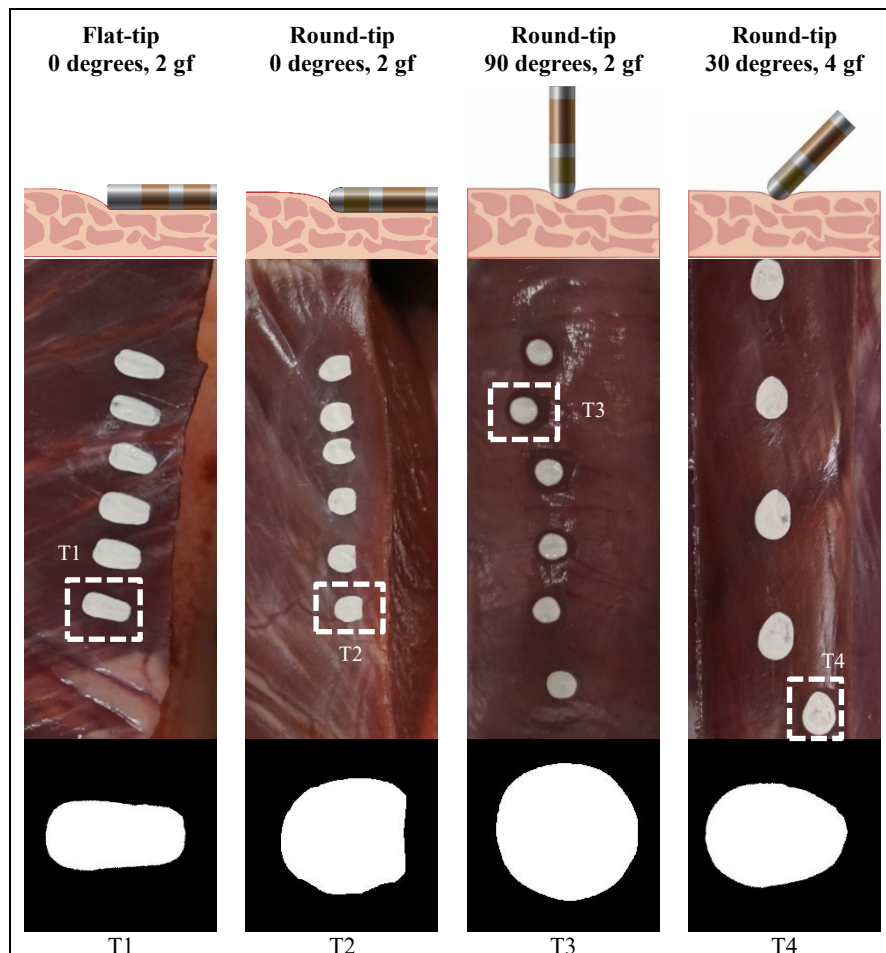 Flat-tip
0 degrees, 2 gf
Round-tip
0 degrees, 2 gf
Round-tip
90 degrees, 2 gf
Round-tip
30 degrees, 4 gf
T1
T2
T3
T4
T1
T2
T3
T4